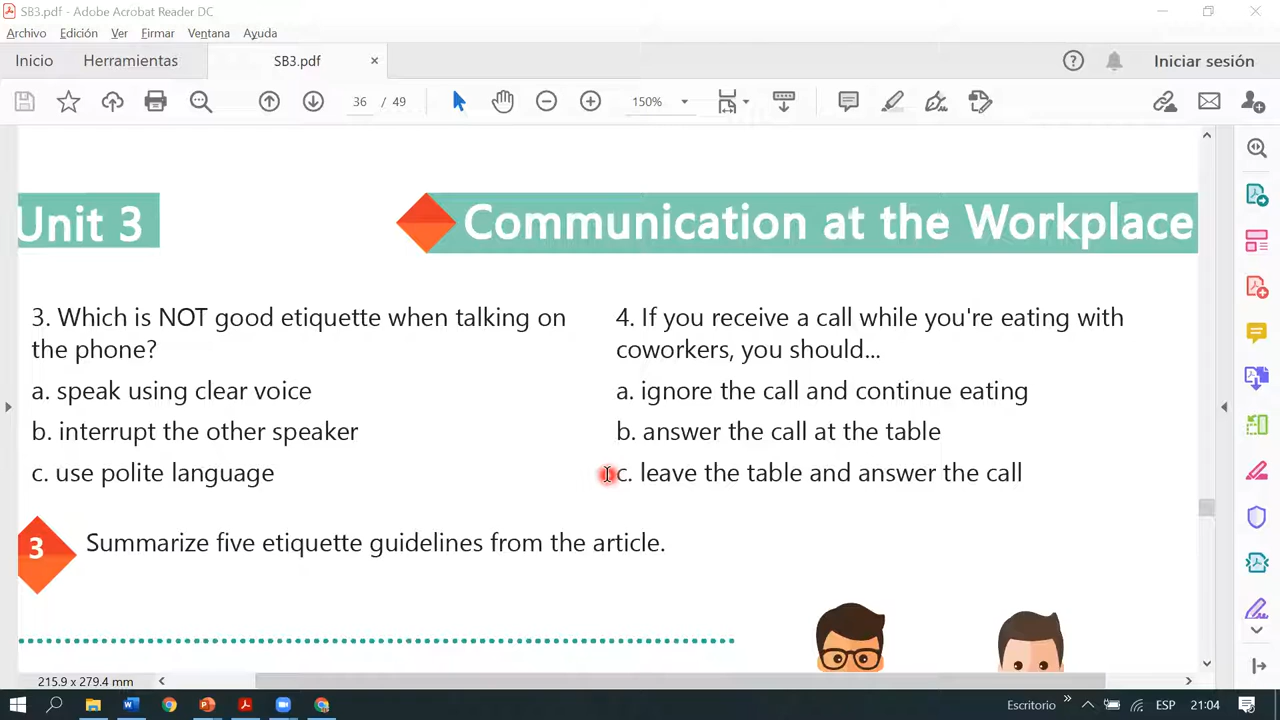 SB3.pdf - Adobe Acrobat Reader DC
Archivo Edición Ver Firmar Ventana Ayuda
Inicio Herramientas SB3.pdf × ? Iniciar sesión
36 / 49 150%
Unit 3 Communication at the Workplace
3. Which is NOT good etiquette when talking on
the phone?
a. speak using clear voice
b. interrupt the other speaker
c. use polite language
4. If you receive a call while you're eating with
coworkers, you should...
a. ignore the call and continue eating
b. answer the call at the table
c. leave the table and answer the call
3 Summarize five etiquette guidelines from the article.
215.9 x 279.4 mm
Escritorio » ESP 21:04